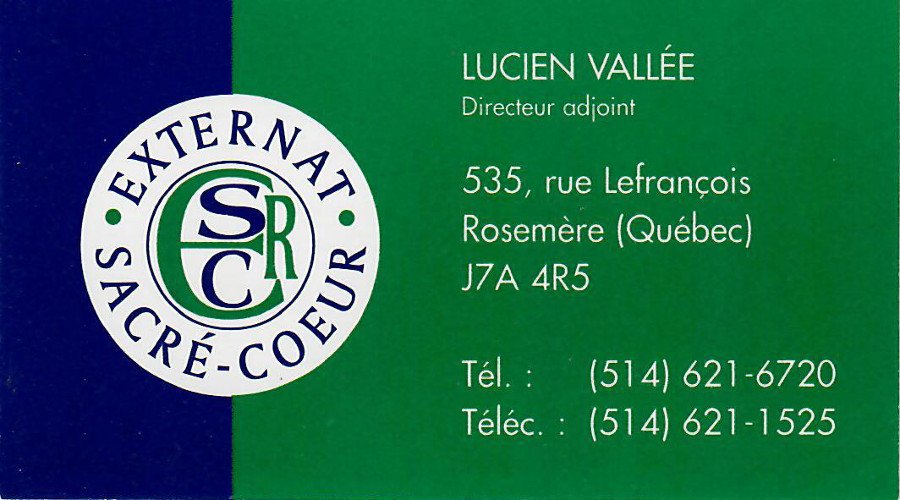 EXTERNAT
SACRÉ-COEUR
ESCR
LUCIEN VALLÉE
Directeur adjoint
535, rue Lefrançois
Rosemère (Québec)
J7A 4R5
Tél. : (514) 621-6720
Téléc. : (514) 621-1525